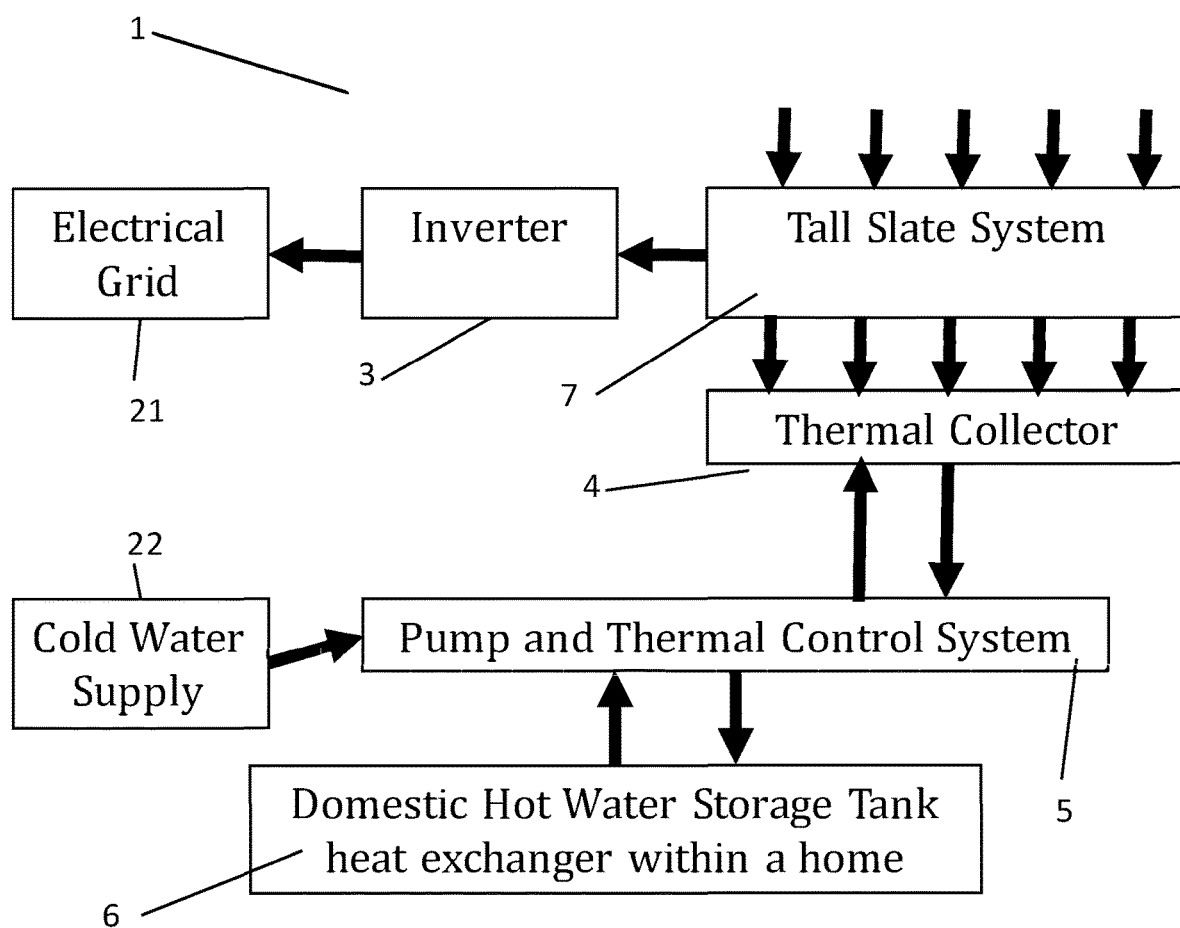 1
Electrical
Grid
Inverter
Tall Slate System
21
3
7
Thermal Collector
4
22
Cold Water
Supply
Pump and Thermal Control System
5
Domestic Hot Water Storage Tank
heat exchanger within a home
6